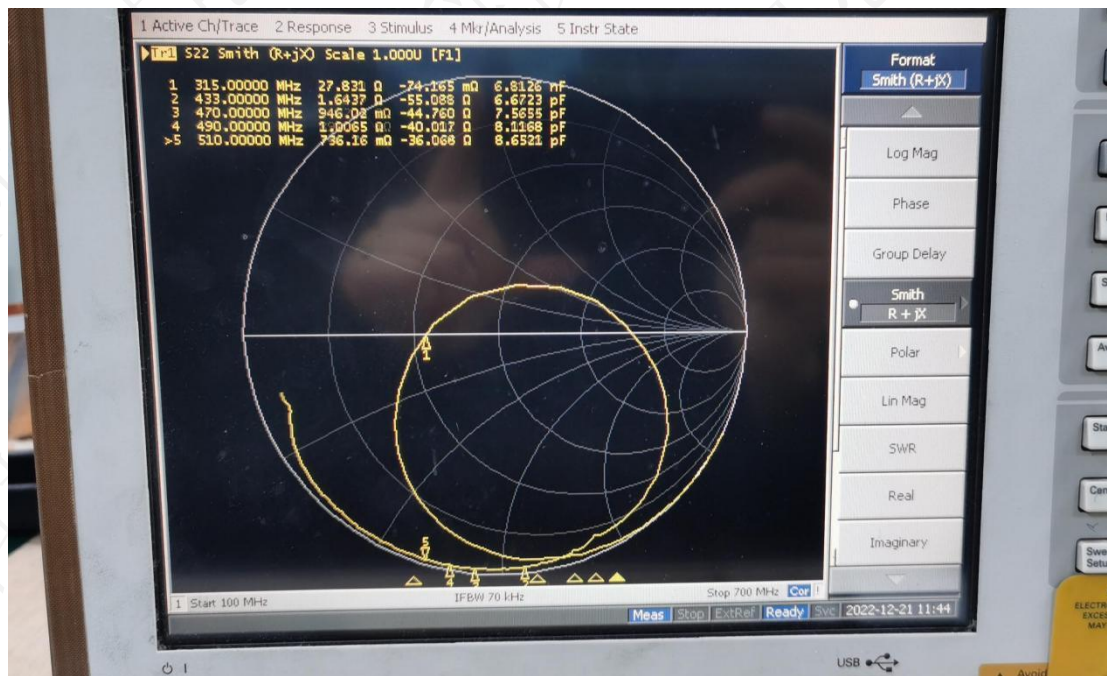 1 Active Ch/Trace 2 Response 3 Stimulus 4 Mkr/Analysis 5 Instr State
Tr1 S22 Smith (R+jX) Scale 1.000U [F1]
1 315.00000 MHz 27.831 Ω -74.165 mΩ 6.8126 nF
2 433.00000 MHz 1.6437 Ω -55.088 Ω 6.6723 pF
3 470.00000 MHz 946.02 mΩ -44.760 Ω 7.5655 pF
4 490.00000 MHz 1.0065 Ω -40.017 Ω 8.1168 pF
>5 510.00000 MHz 736.16 mΩ -36.068 Ω 8.6521 pF
1
5
4
3
2
1 Start 100 MHz IFBW 70 kHz Stop 700 MHz Cor !
Meas Stop ExtRef Ready Svc 2022-12-21 11:44
Format
Smith (R+jX)
Log Mag
Phase
Group Delay
Smith
R + jX
Polar
Lin Mag
SWR
Real
Imaginary
USB